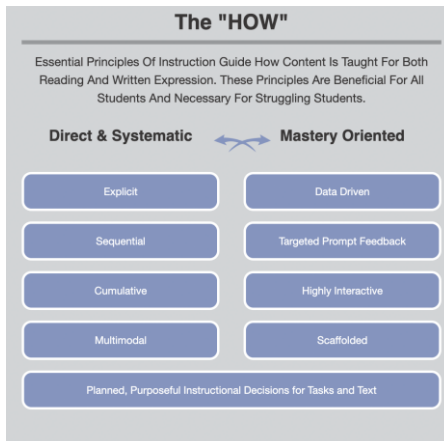 The "HOW"
Essential Principles Of Instruction Guide How Content Is Taught For Both
Reading And Written Expression. These Principles Are Beneficial For All
Students And Necessary For Struggling Students.
Direct & Systematic
Mastery Oriented
Explicit
Data Driven
Sequential
Targeted Prompt Feedback
Cumulative
Highly Interactive
Multimodal
Scaffolded
Planned, Purposeful Instructional Decisions for Tasks and Text